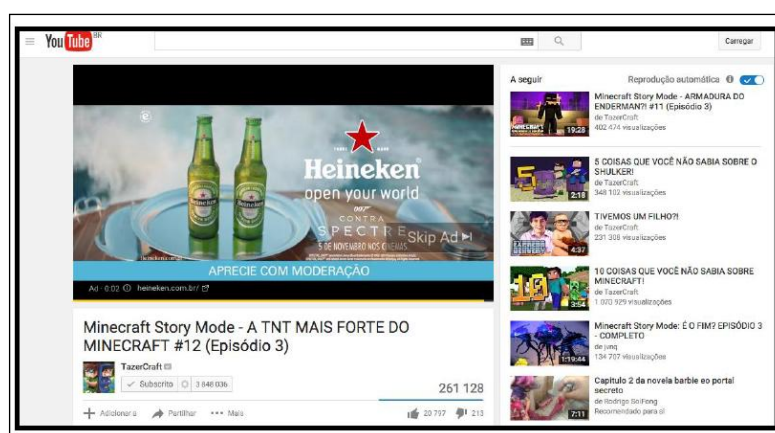 YouTube BR
Carregar
Heineken
open your world
007
CONTRA
SPECTRE
5 DE NOVEMBRO NOS CINEMAS
Skip Ad
APRECIE COM MODERAÇÃO
Ad · 0:02 heineken.com.br/
Minecraft Story Mode - A TNT MAIS FORTE DO
MINECRAFT #12 (Episódio 3)
TazerCraft
Subscrito 3 848 036
261 128
Adicionar a Partilhar Mais
20 797 213
A seguir Reprodução automática
Minecraft Story Mode - ARMADURA DO
ENDERMAN?! #11 (Episódio 3)
de TazerCraft
402 474 visualizações
19:28
5 COISAS QUE VOCÊ NÃO SABIA SOBRE O
SHULKER!
de TazerCraft
348 102 visualizações
2:18
TIVEMOS UM FILHO?!
de TazerCraft
231 308 visualizações
4:37
10 COISAS QUE VOCÊ NÃO SABIA SOBRE
MINECRAFT!
de TazerCraft
1 070 929 visualizações
3:54
Minecraft Story Mode: É O FIM? EPISÓDIO 3
- COMPLETO
de
134 707 visualizações
1:19:44
Capitulo 2 da novela barbie eo portal
secreto
de Rodrigo SoiFeng
Recomendado para si
7:11